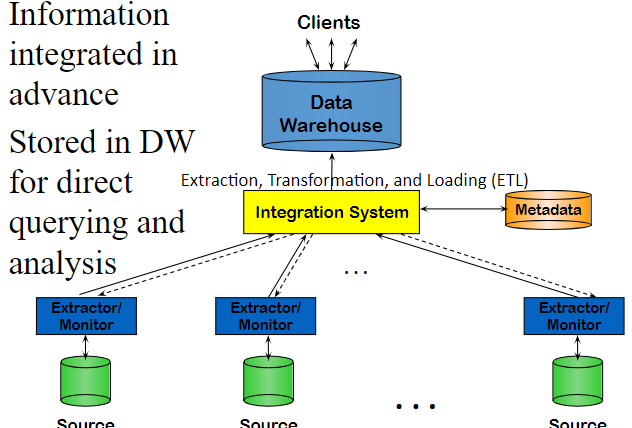 Information
integrated in
advance
Stored in DW
for direct
querying and
analysis
Clients
Data
Warehouse
Extraction, Transformation, and Loading (ETL)
Integration System
Metadata
. . .
Extractor/
Monitor
Extractor/
Monitor
Extractor/
Monitor
. . .
Source
Source
Source